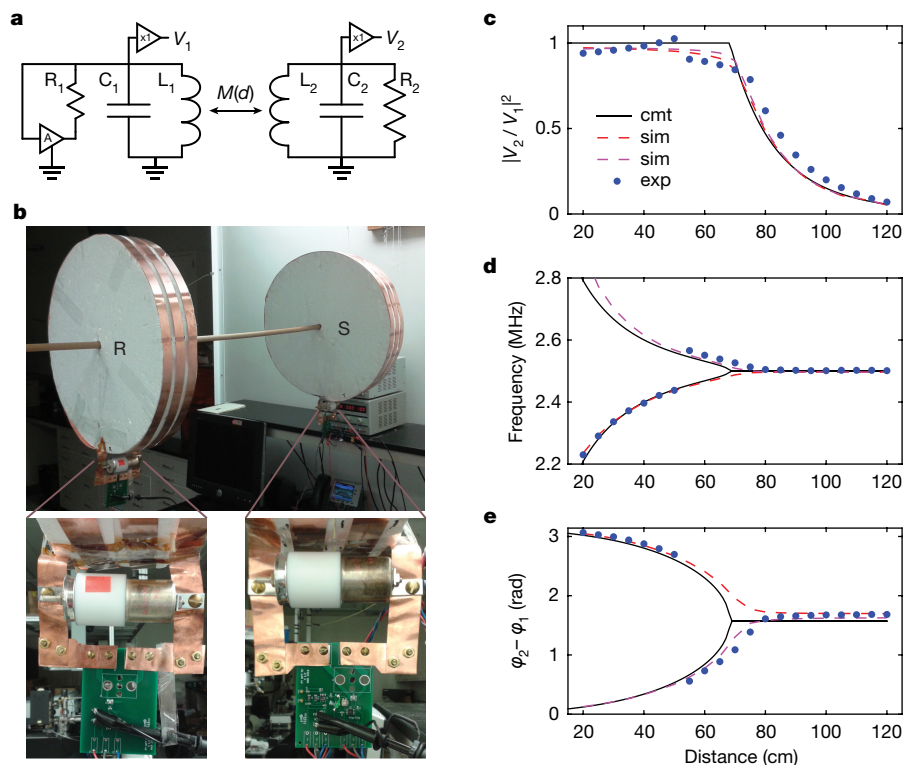 a
x1
V1
x1
V2
R1
C1
L1
M(d)
L2
C2
R2
A
b
R
S
c
|V2 / V1|²
1
0.5
0
cmt
sim
sim
exp
20 40 60 80 100 120
d
Frequency (MHz)
2.8
2.6
2.4
2.2
20 40 60 80 100 120
e
φ2– φ1 (rad)
3
2
1
0
20 40 60 80 100 120
Distance (cm)